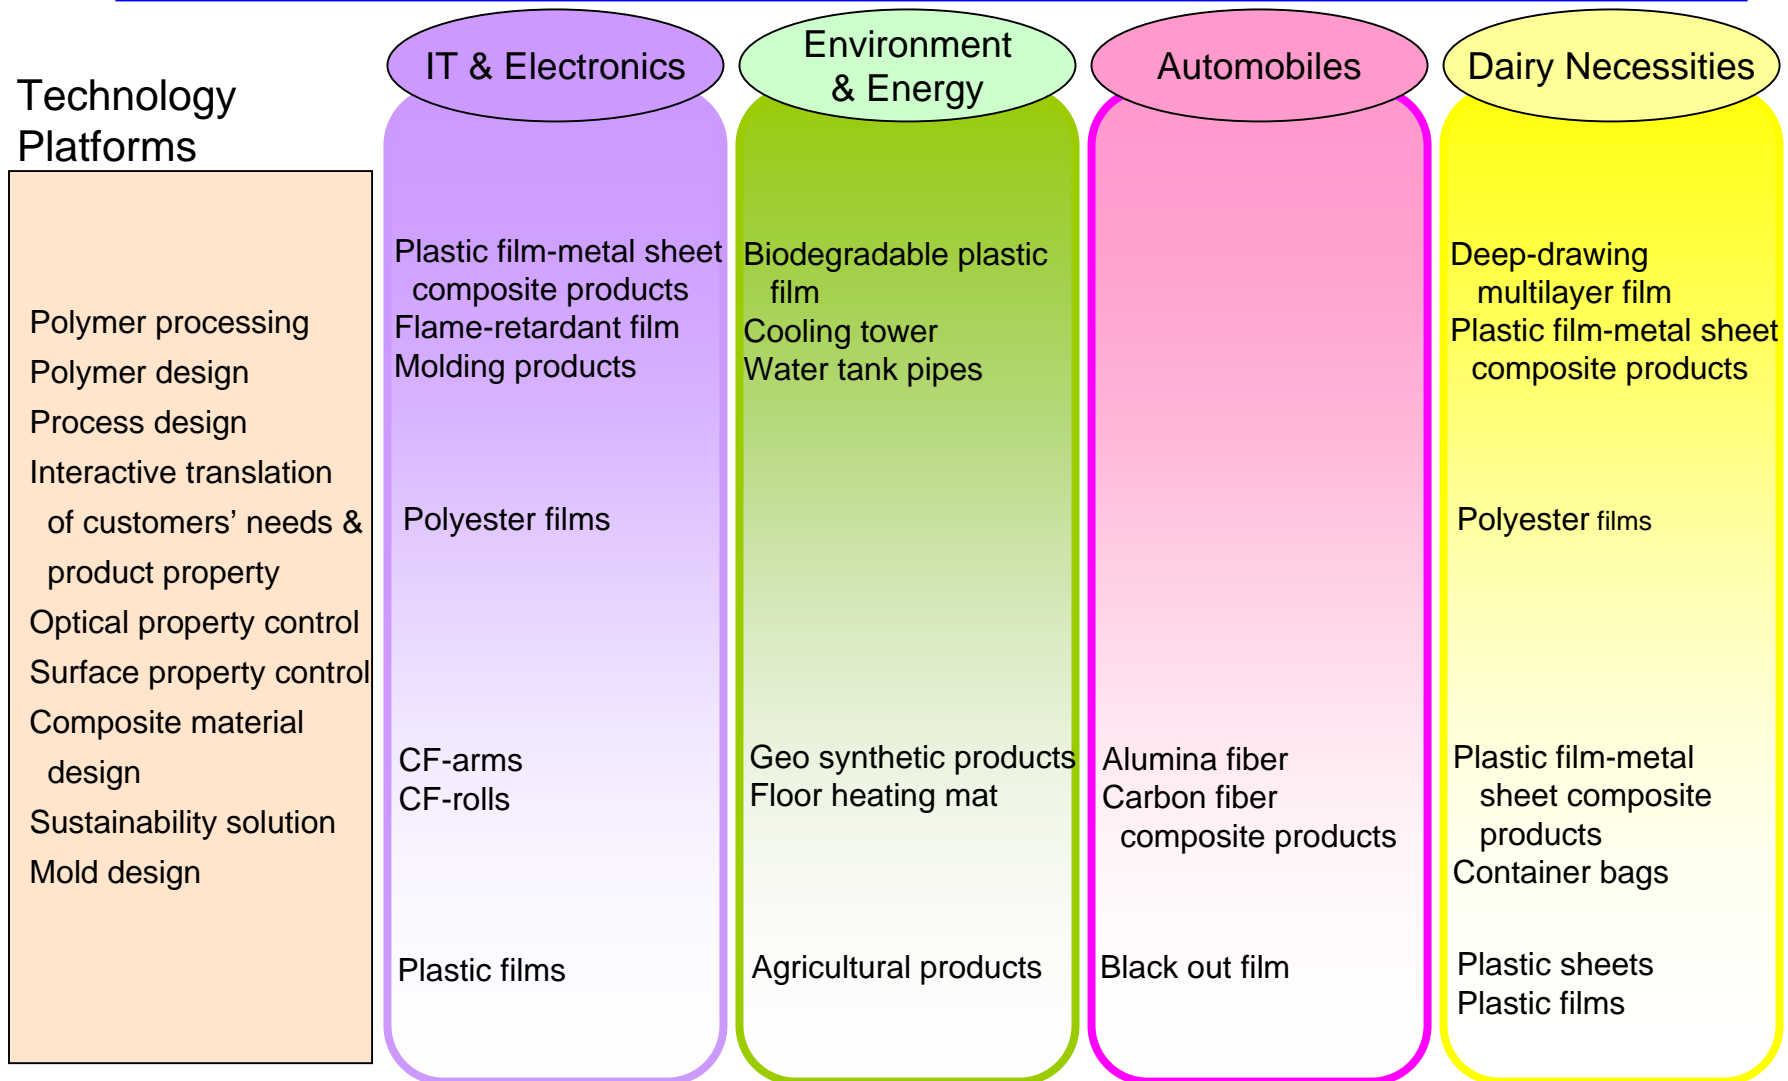 Technology
Platforms
Polymer processing
Polymer design
Process design
Interactive translation
of customers’ needs &
product property
Optical property control
Surface property control
Composite material
design
Sustainability solution
Mold design
IT & Electronics
Plastic film-metal sheet
composite products
Flame-retardant film
Molding products
Polyester films
CF-arms
CF-rolls
Plastic films
Environment
& Energy
Biodegradable plastic
film
Cooling tower
Water tank pipes
Geo synthetic products
Floor heating mat
Agricultural products
Automobiles
Alumina fiber
Carbon fiber
composite products
Black out film
Dairy Necessities
Deep-drawing
multilayer film
Plastic film-metal sheet
composite products
Polyester films
Plastic film-metal
sheet composite
products
Container bags
Plastic sheets
Plastic films